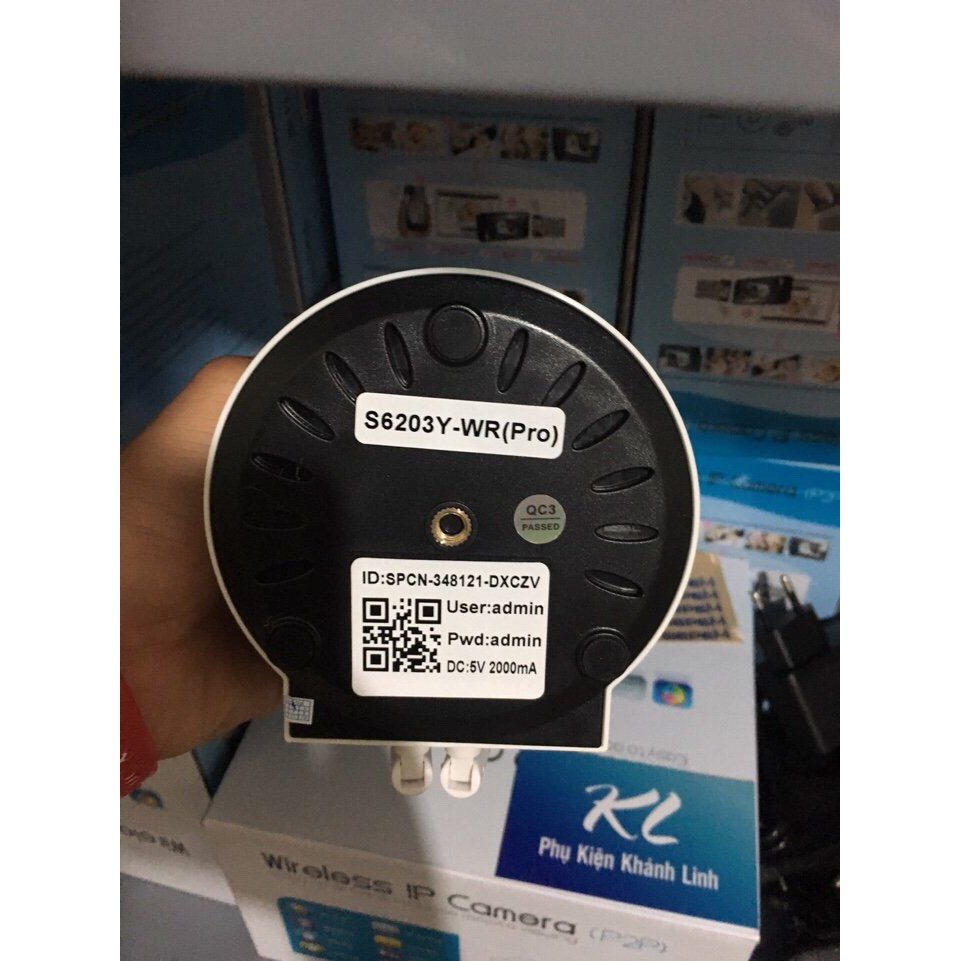 S6203Y-WR(Pro)
QC3
PASSED
ID:SPCN-348121-DXCZV
User:admin
Pwd:admin
DC:5V 2000mA
KL
Phụ Kiện Khánh Linh
Wireless IP Camera (P2P)